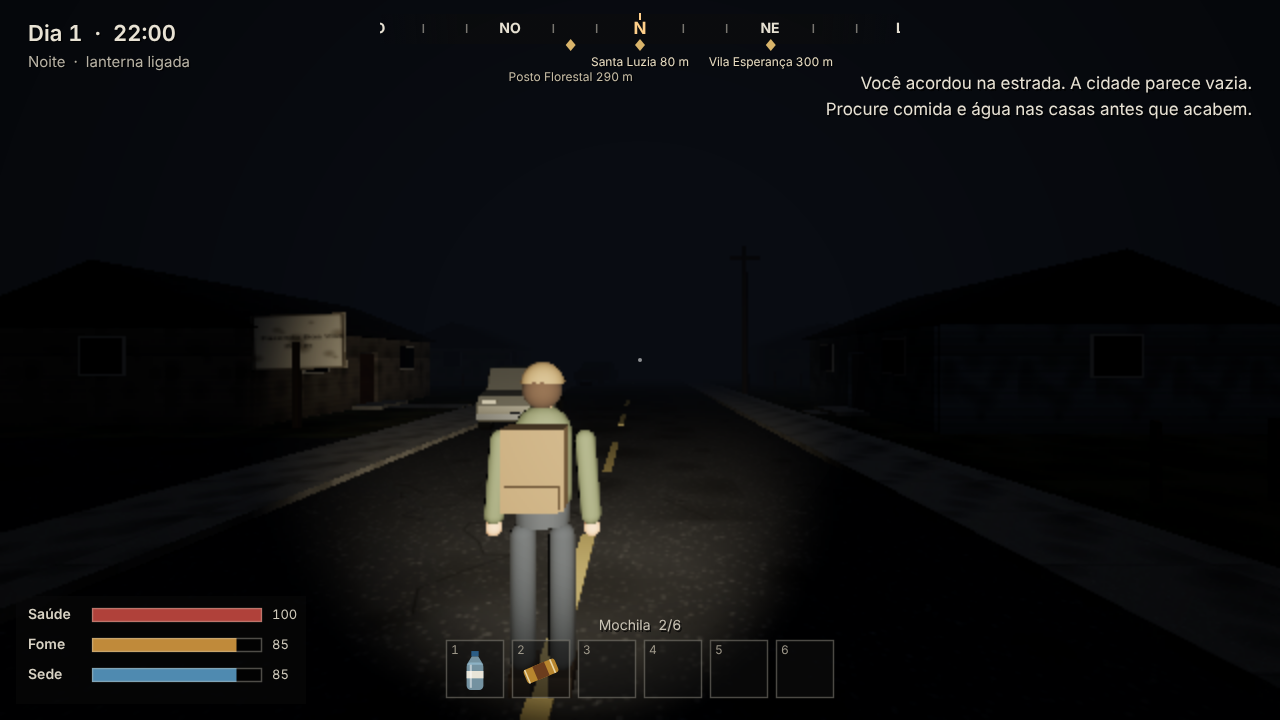 Dia 1 · 22:00
Noite · lanterna ligada
NO
N
NE
Santa Luzia 80 m
Vila Esperança 300 m
Posto Florestal 290 m
Você acordou na estrada. A cidade parece vazia.
Procure comida e água nas casas antes que acabem.
Saúde 100
Fome 85
Sede 85
Mochila 2/6
1 2 3 4 5 6